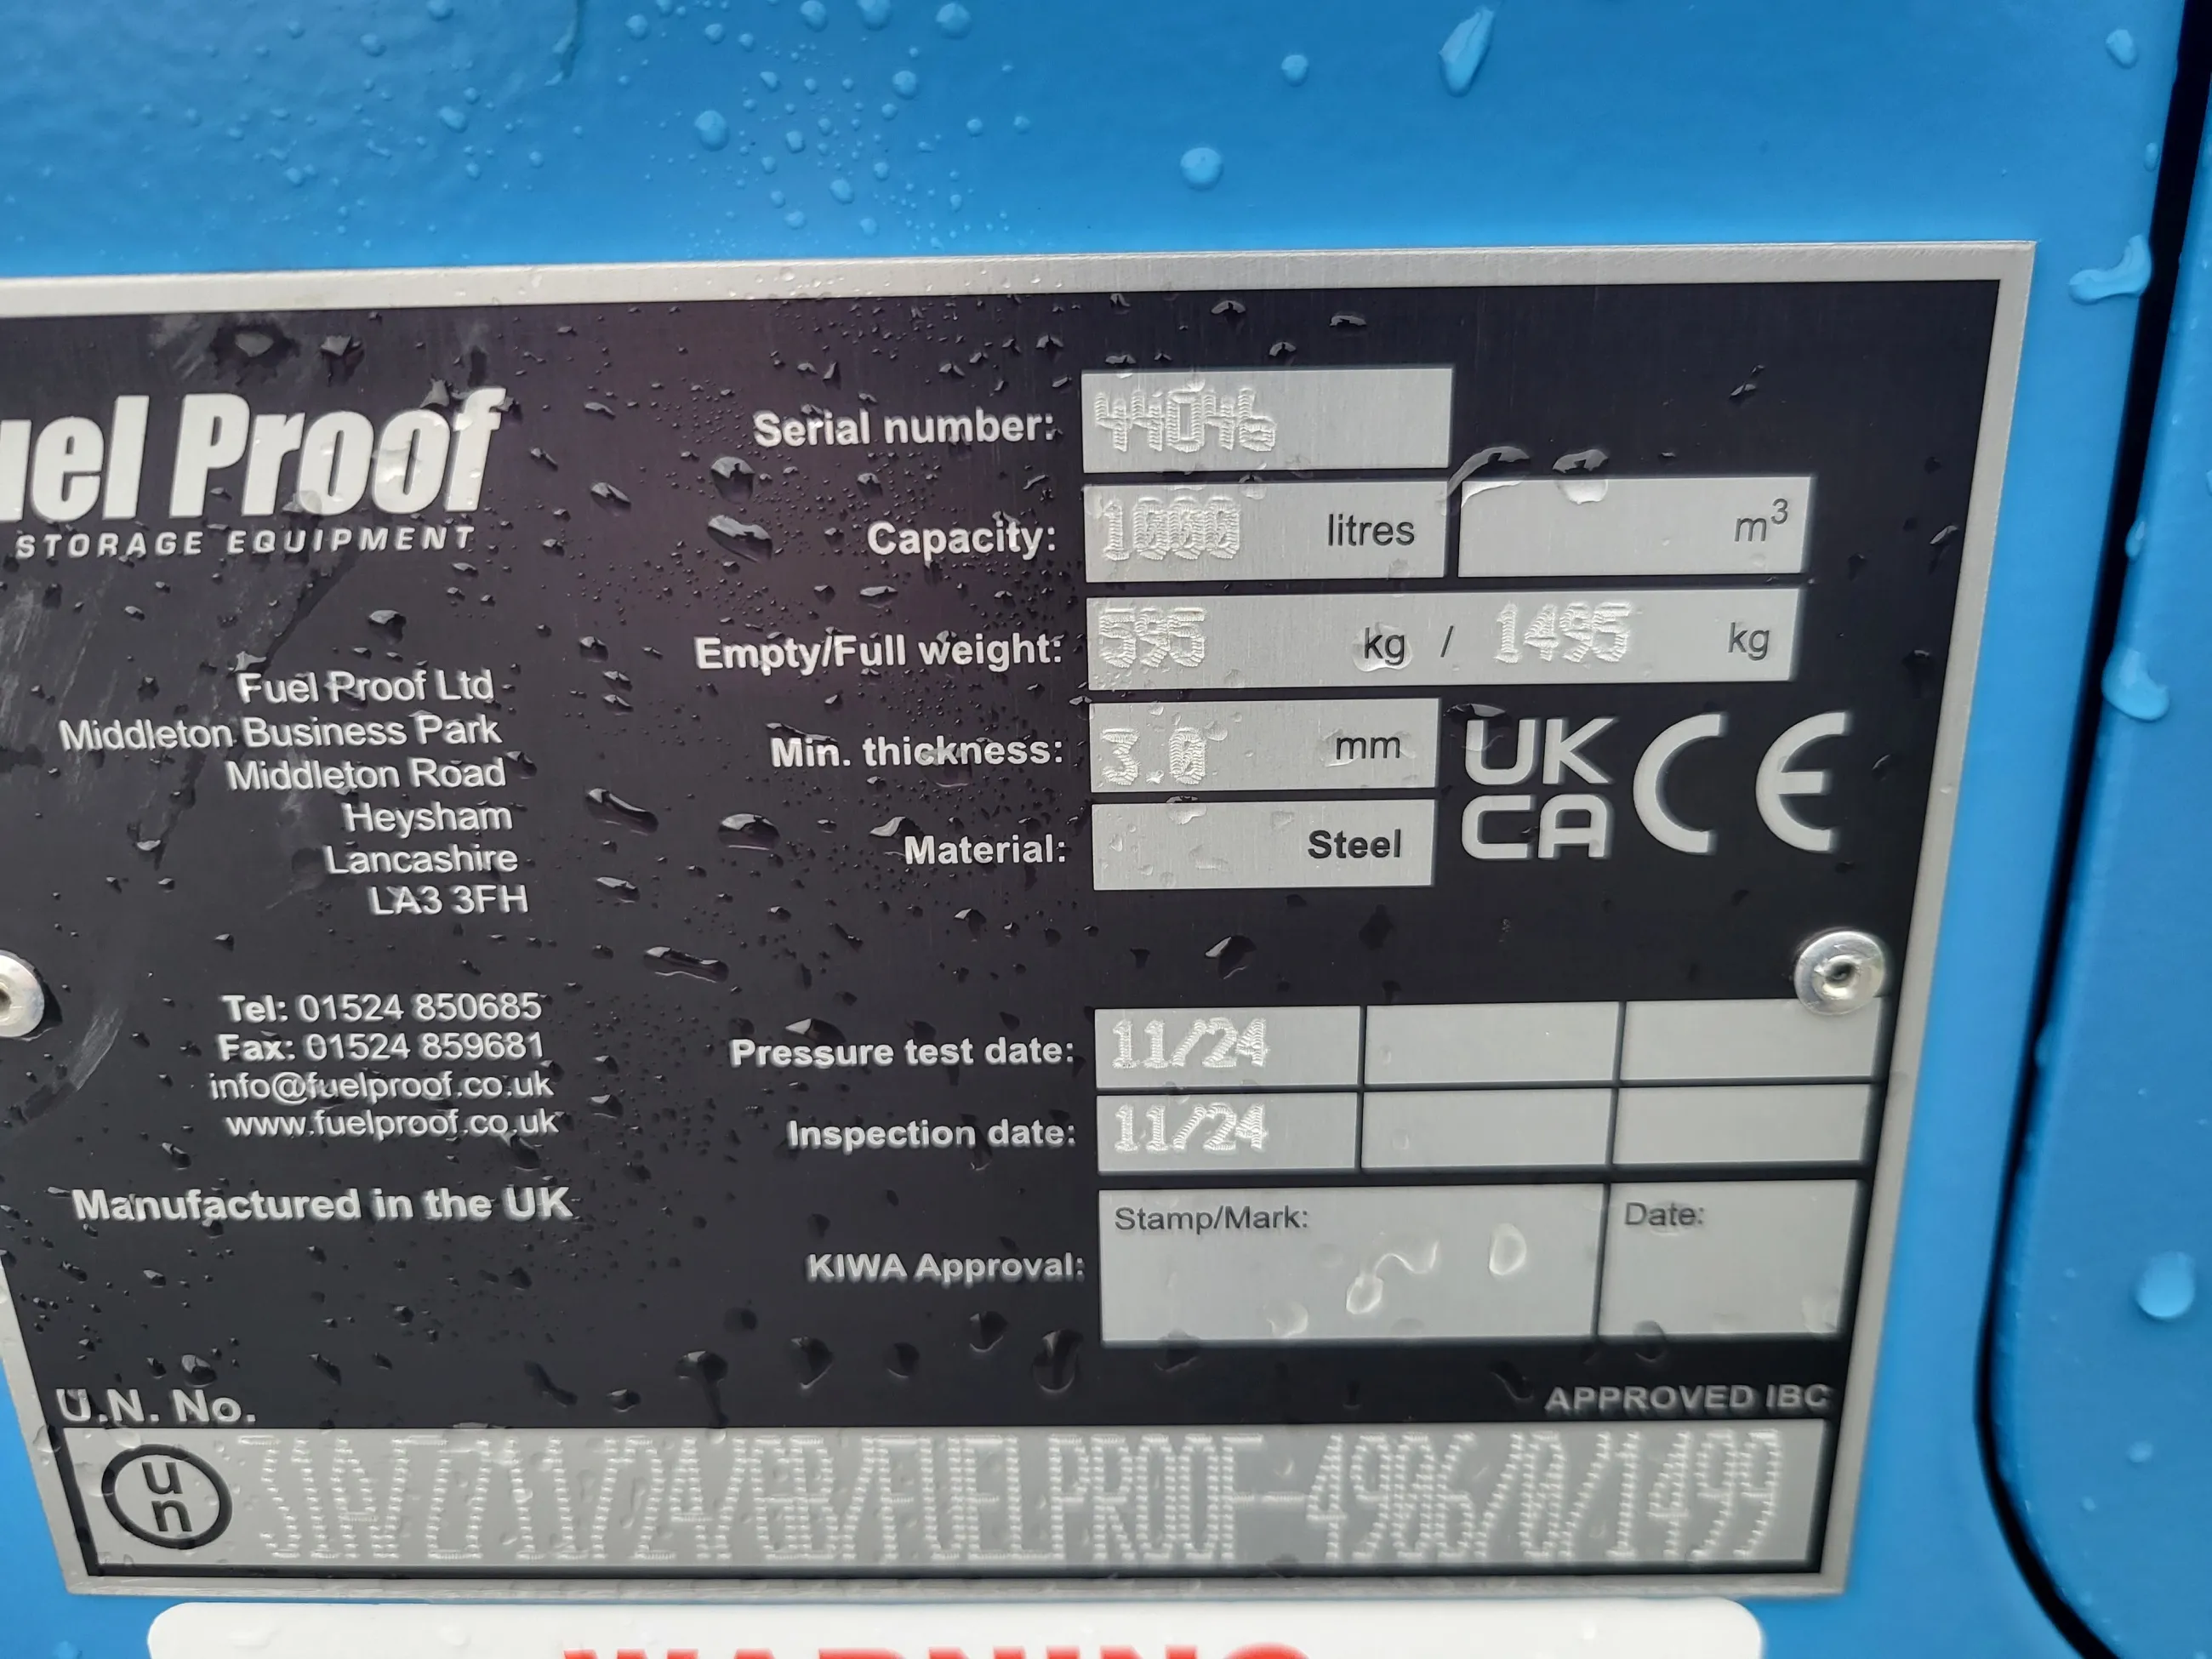 uel Proof
STORAGE EQUIPMENT
Fuel Proof Ltd
Middleton Business Park
Middleton Road
Heysham
Lancashire
LA3 3FH
Tel: 01524 850685
Fax: 01524 859681
info@fuelproof.co.uk
www.fuelproof.co.uk
Manufactured in the UK
Serial number: 44046
Capacity: 1000 litres m³
Empty/Full weight: 595 kg / 1495 kg
Min. thickness: 3.0 mm
Material: Steel
UK CA CE
Pressure test date: 11/24
Inspection date: 11/24
KIWA Approval: Stamp/Mark: Date:
U.N. No. APPROVED IBC
un 31A/Z/11/24/GB/FUELPROOF-4906/0/1499
WARNING